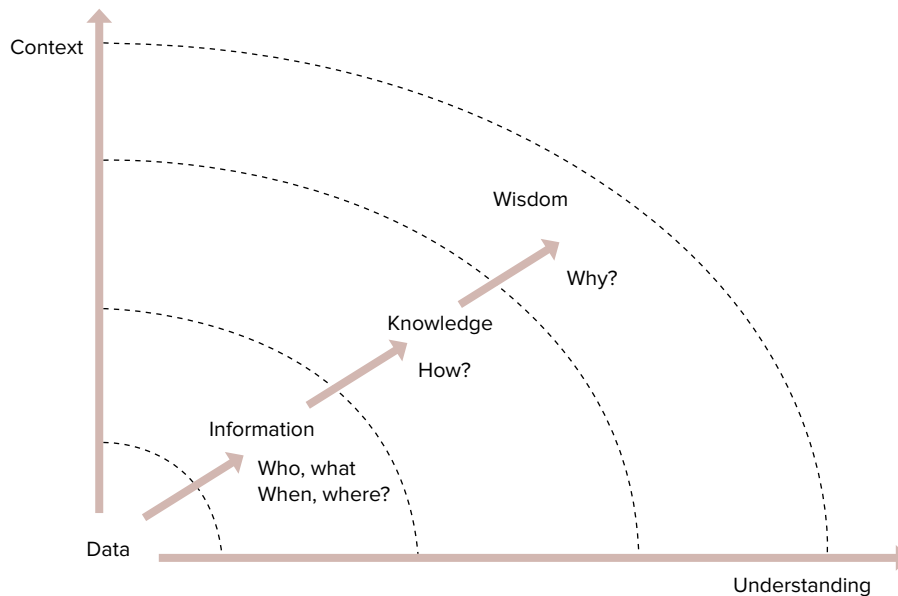 Context
Wisdom
Why?
Knowledge
How?
Information
Who, what
When, where?
Data
Understanding